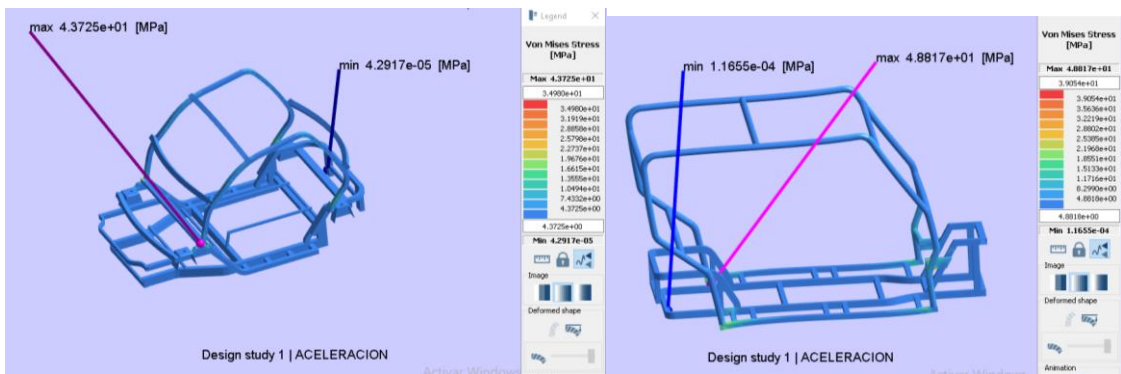 max 4.3725e+01 [MPa]
min 4.2917e-05 [MPa]
Design study 1 | ACELERACION
Activar Windows
Legend
Von Mises Stress
[MPa]
Max 4.3725e+01
3.4980e+01
3.4980e+01
3.1919e+01
2.8858e+01
2.5798e+01
2.2737e+01
1.9676e+01
1.6615e+01
1.3555e+01
1.0494e+01
7.4332e+00
4.3725e+00
4.3725e+00
Min 4.2917e-05
Image
Deformed shape
min 1.1655e-04 [MPa]
max 4.8817e+01 [MPa]
Design study 1 | ACELERACION
Activar Windows
Von Mises Stress
[MPa]
Max 4.8817e+01
3.9054e+01
3.9054e+01
3.5636e+01
3.2219e+01
2.8802e+01
2.5385e+01
2.1968e+01
1.8551e+01
1.5133e+01
1.1716e+01
8.2990e+00
4.8818e+00
4.8818e+00
Min 1.1655e-04
Image
Deformed shape
Animation